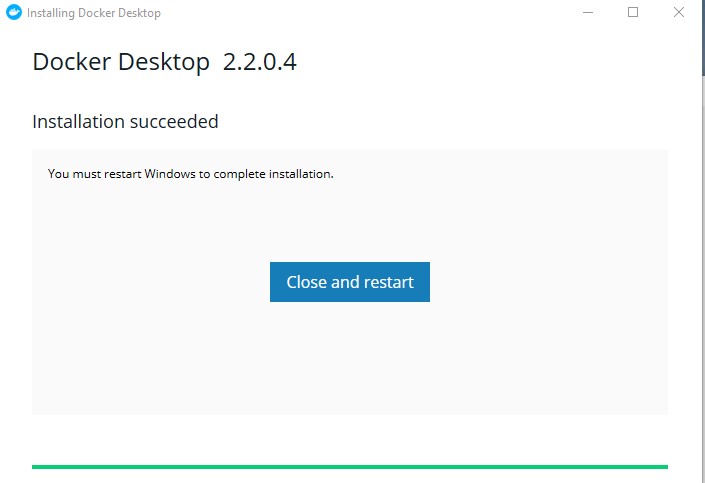 Installing Docker Desktop
Docker Desktop 2.2.0.4
Installation succeeded
You must restart Windows to complete installation.
Close and restart